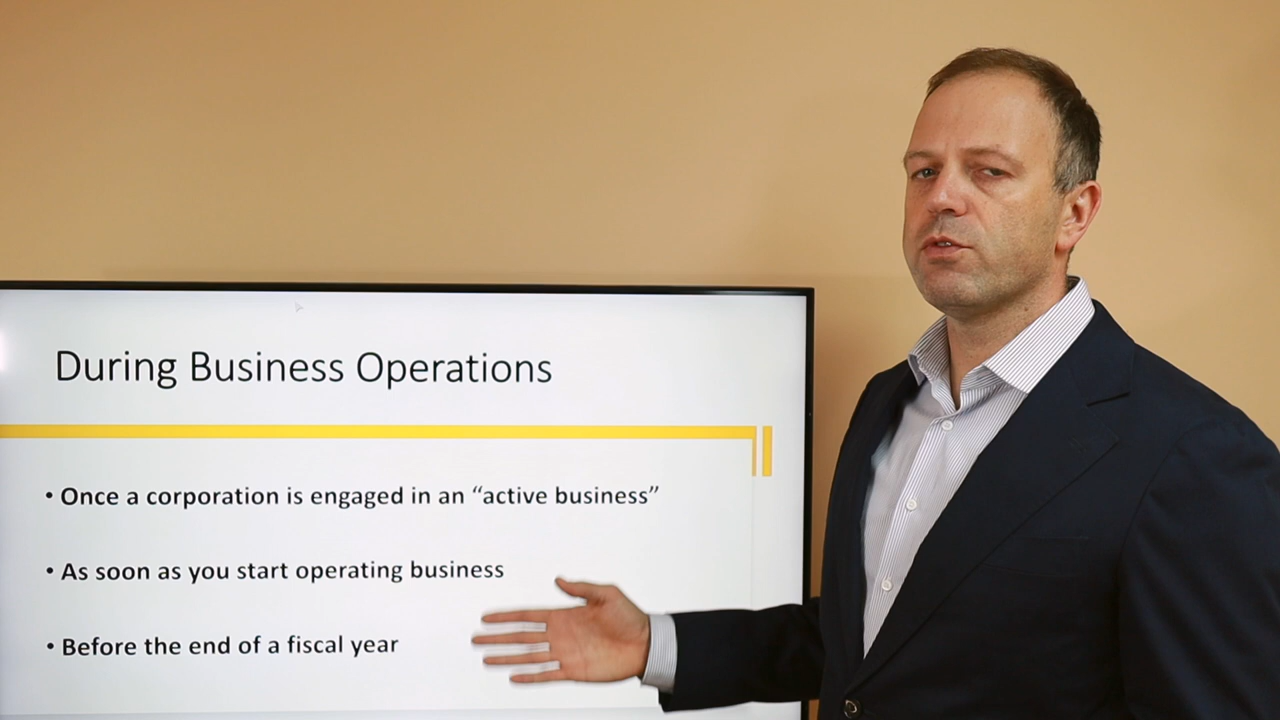 During Business Operations
• Once a corporation is engaged in an “active business”
• As soon as you start operating business
• Before the end of a fiscal year